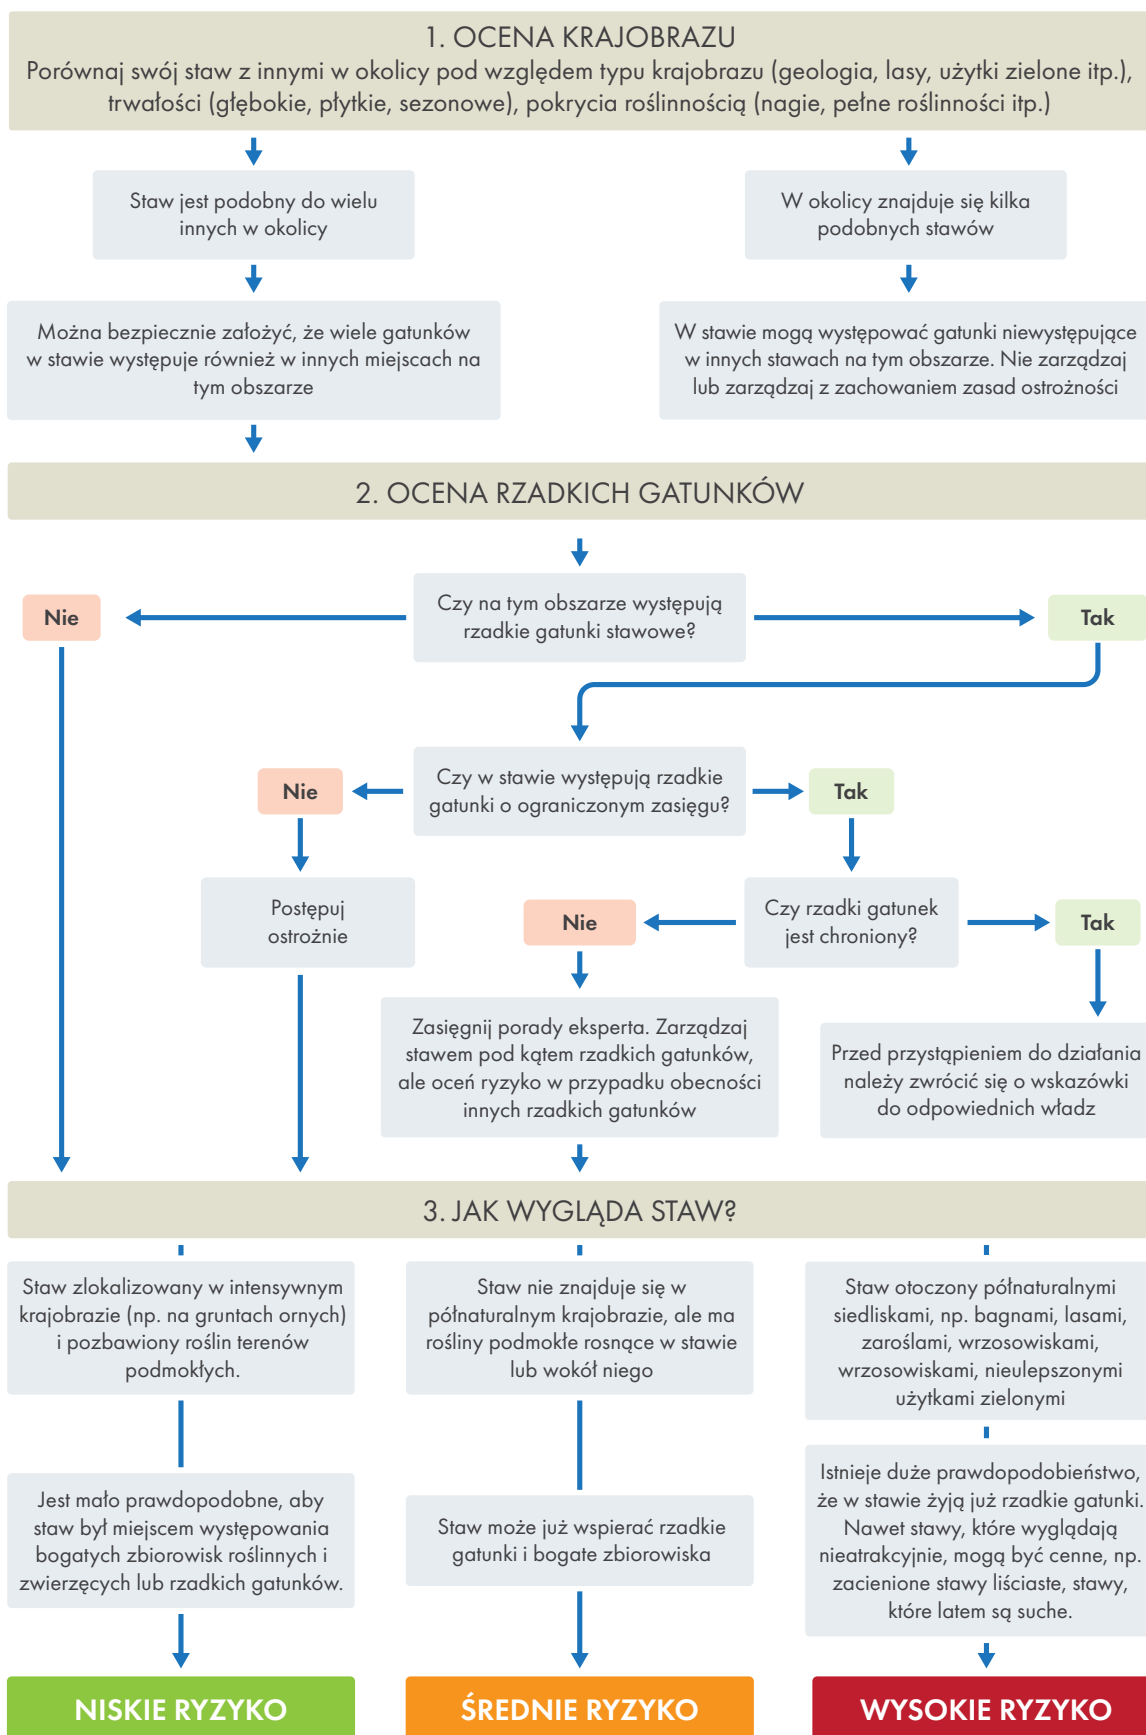 1. OCENA KRAJOBRAZU
Porównaj swój staw z innymi w okolicy pod względem typu krajobrazu (geologia, lasy, użytki zielone itp.),
trwałości (głębokie, płytkie, sezonowe), pokrycia roślinnością (nagie, pełne roślinności itp.)
Staw jest podobny do wielu
innych w okolicy
W okolicy znajduje się kilka
podobnych stawów
Można bezpiecznie założyć, że wiele gatunków
w stawie występuje również w innych miejscach na
tym obszarze
W stawie mogą występować gatunki niewystępujące
w innych stawach na tym obszarze. Nie zarządzaj
lub zarządzaj z zachowaniem zasad ostrożności
2. OCENA RZADKICH GATUNKÓW
Nie
Czy na tym obszarze występują
rzadkie gatunki stawowe?
Tak
Nie
Czy w stawie występują rzadkie
gatunki o ograniczonym zasięgu?
Tak
Postępuj
ostrożnie
Nie
Czy rzadki gatunek
jest chroniony?
Tak
Zasięgnij porady eksperta. Zarządzaj
stawem pod kątem rzadkich gatunków,
ale oceń ryzyko w przypadku obecności
innych rzadkich gatunków
Przed przystąpieniem do działania
należy zwrócić się o wskazówki
do odpowiednich władz
3. JAK WYGLĄDA STAW?
Staw zlokalizowany w intensywnym
krajobrazie (np. na gruntach ornych)
i pozbawiony roślin terenów
podmokłych.
Staw nie znajduje się w
półnaturalnym krajobrazie, ale ma
rośliny podmokłe rosnące w stawie
lub wokół niego
Staw otoczony półnaturalnymi
siedliskami, np. bagnami, lasami,
zaroślami, wrzosowiskami,
wrzosowiskami, nieulepszonymi
użytkami zielonymi
Jest mało prawdopodobne, aby
staw był miejscem występowania
bogatych zbiorowisk roślinnych i
zwierzęcych lub rzadkich gatunków.
Staw może już wspierać rzadkie
gatunki i bogate zbiorowiska
Istnieje duże prawdopodobieństwo,
że w stawie żyją już rzadkie gatunki.
Nawet stawy, które wyglądają
nieatrakcyjnie, mogą być cenne, np.
zacienione stawy liściaste, stawy,
które latem są suche.
NISKIE RYZYKO
ŚREDNIE RYZYKO
WYSOKIE RYZYKO